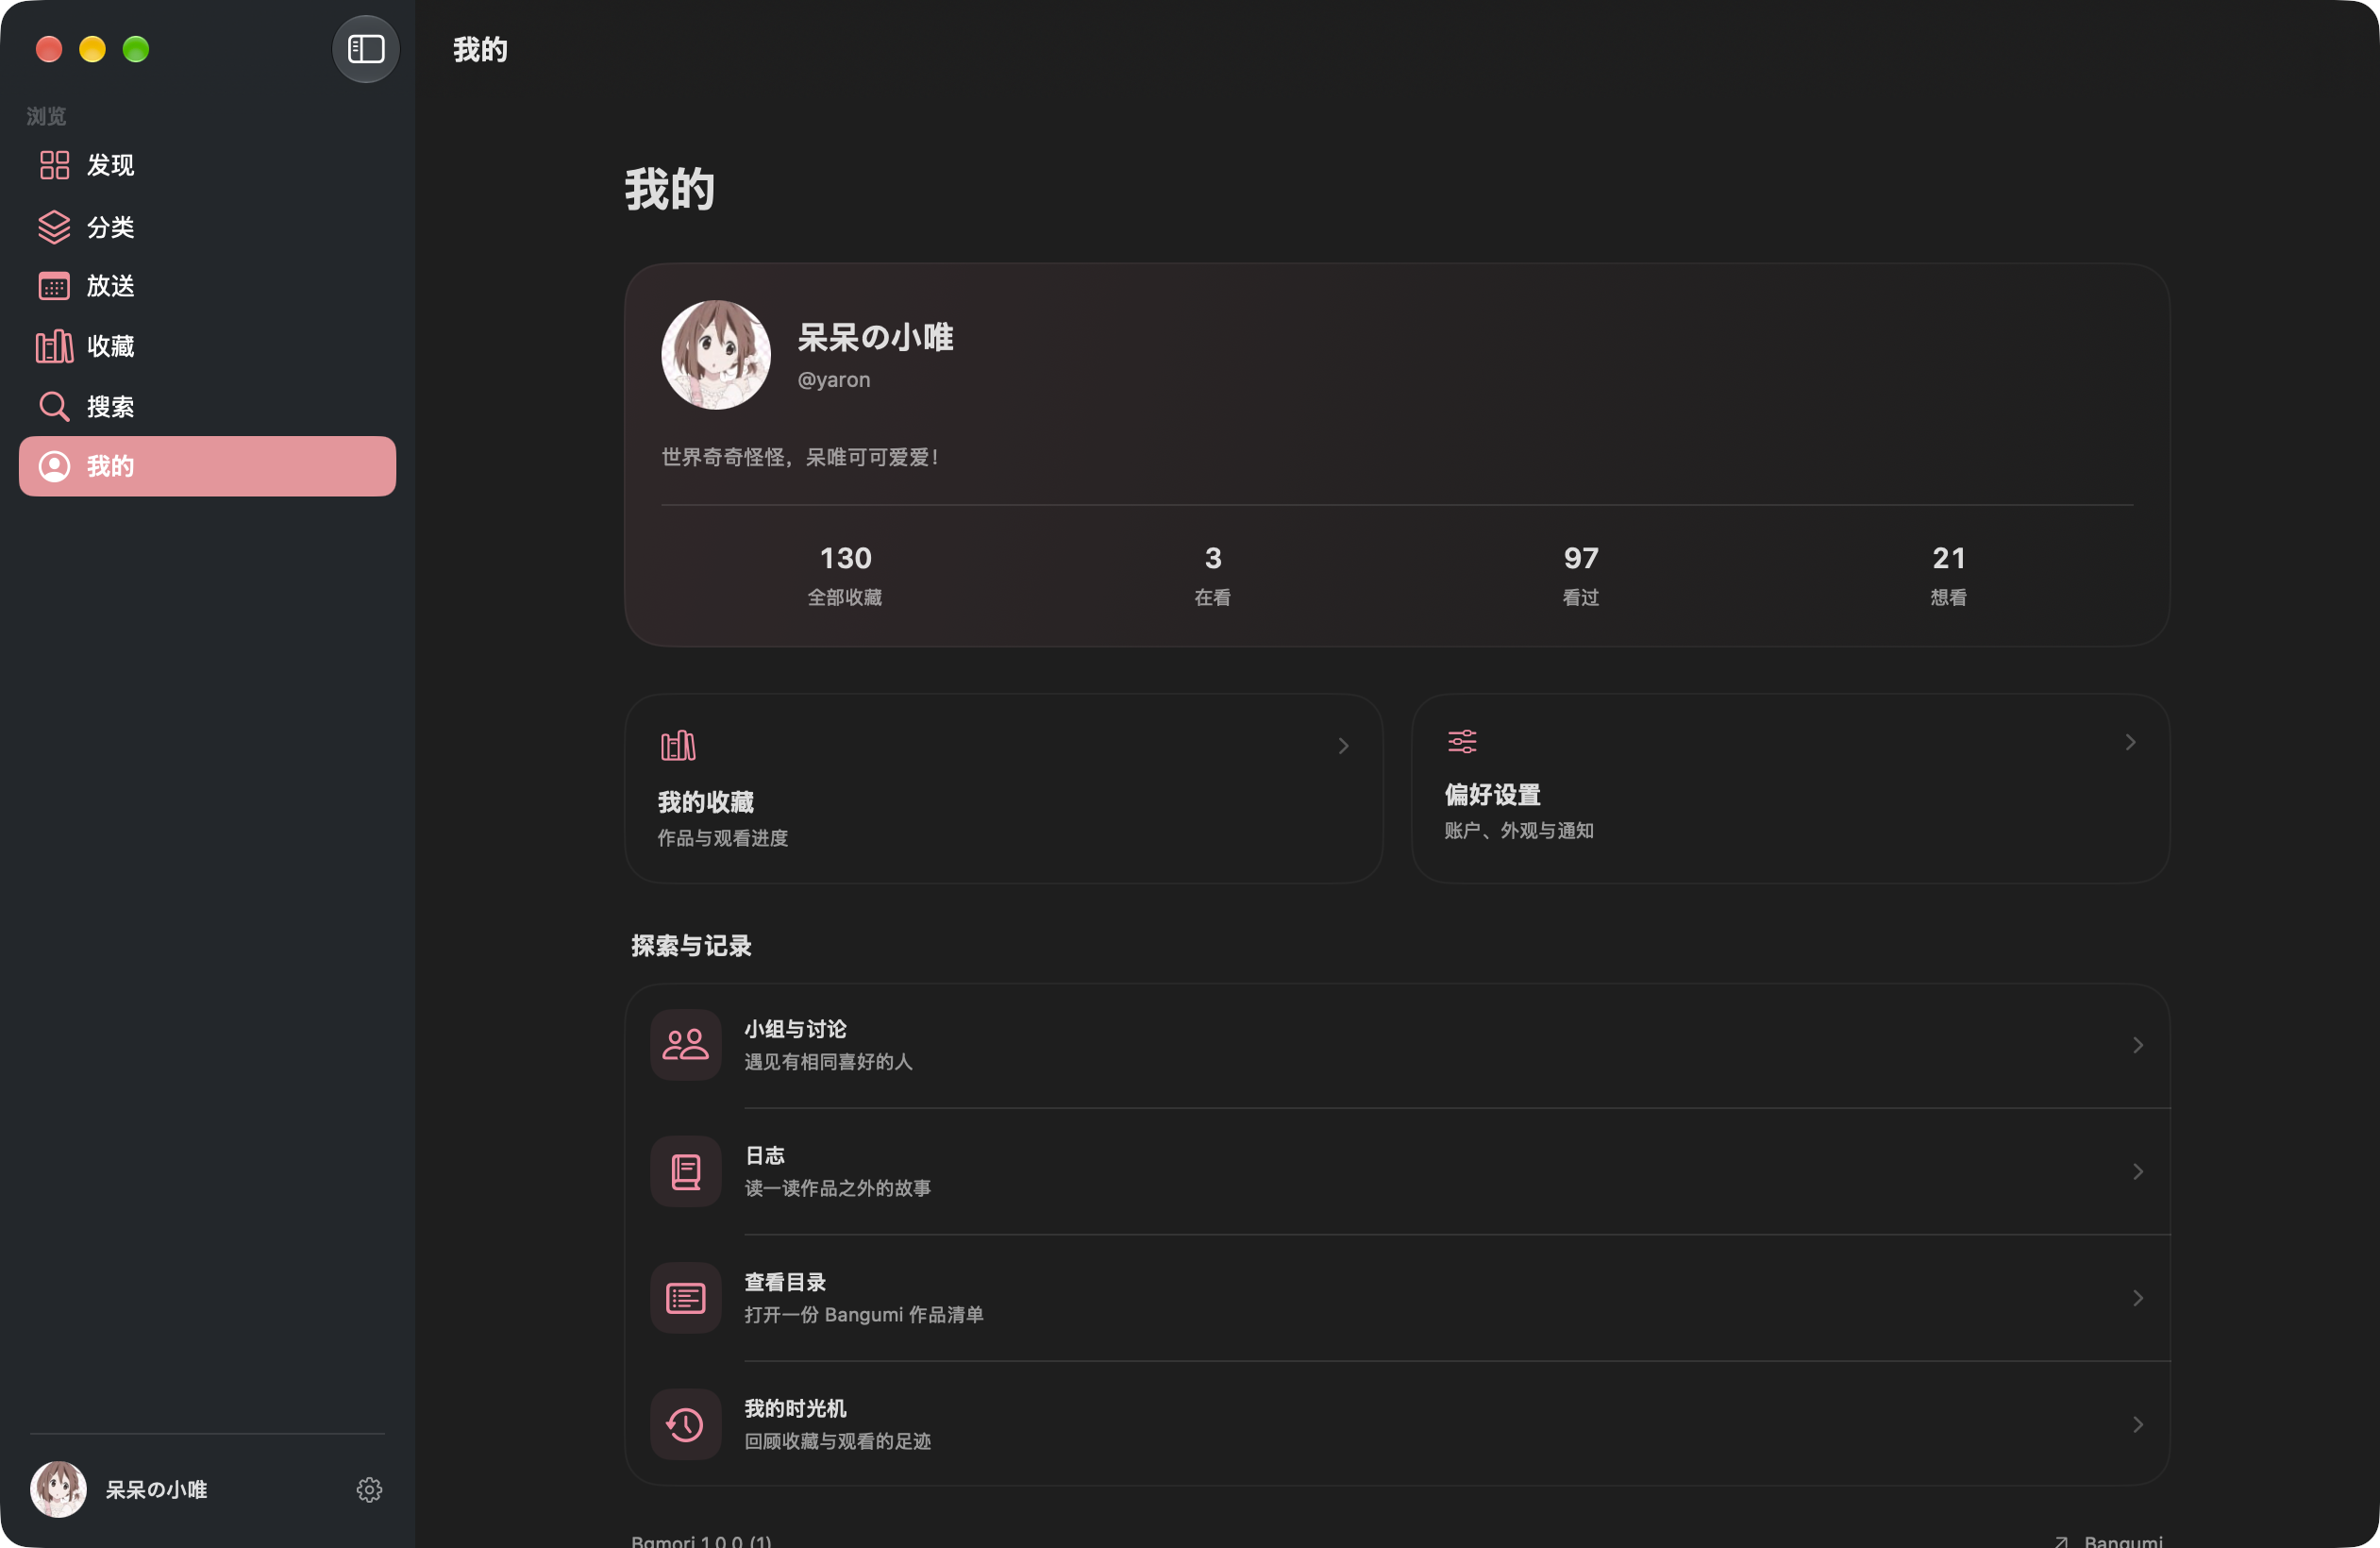 我的
浏览
发现
分类
放送
收藏
搜索
我的
我的
呆呆の小唯
@yaron
世界奇奇怪怪，呆唯可可爱爱！
130
全部收藏
3
在看
97
看过
21
想看
我的收藏
作品与观看进度
偏好设置
账户、外观与通知
探索与记录
小组与讨论
遇见有相同喜好的人
日志
读一读作品之外的故事
查看目录
打开一份 Bangumi 作品清单
我的时光机
回顾收藏与观看的足迹
呆呆の小唯
Bgmori 1.0.0 (1)
Bangumi